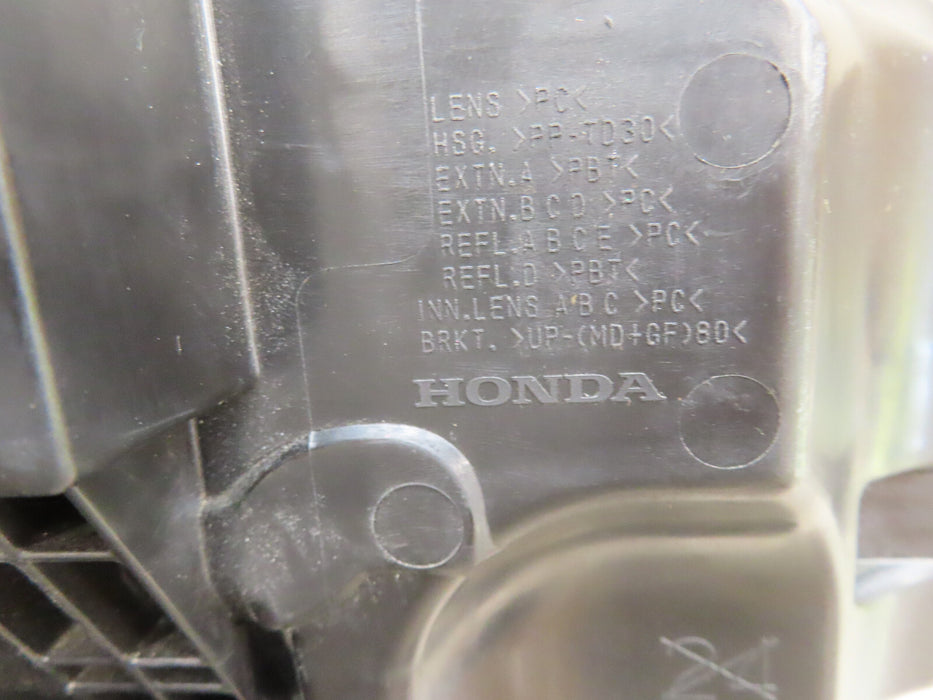 LENS >PC<
HSG. >PP-TD30<
EXTN.A >PBT<
EXTN.B C D >PC<
REFL.A B C E >PC<
REFL.D >PBT<
INN.LENS A B C >PC<
BRKT. >UP-(MD+GF)80<
HONDA